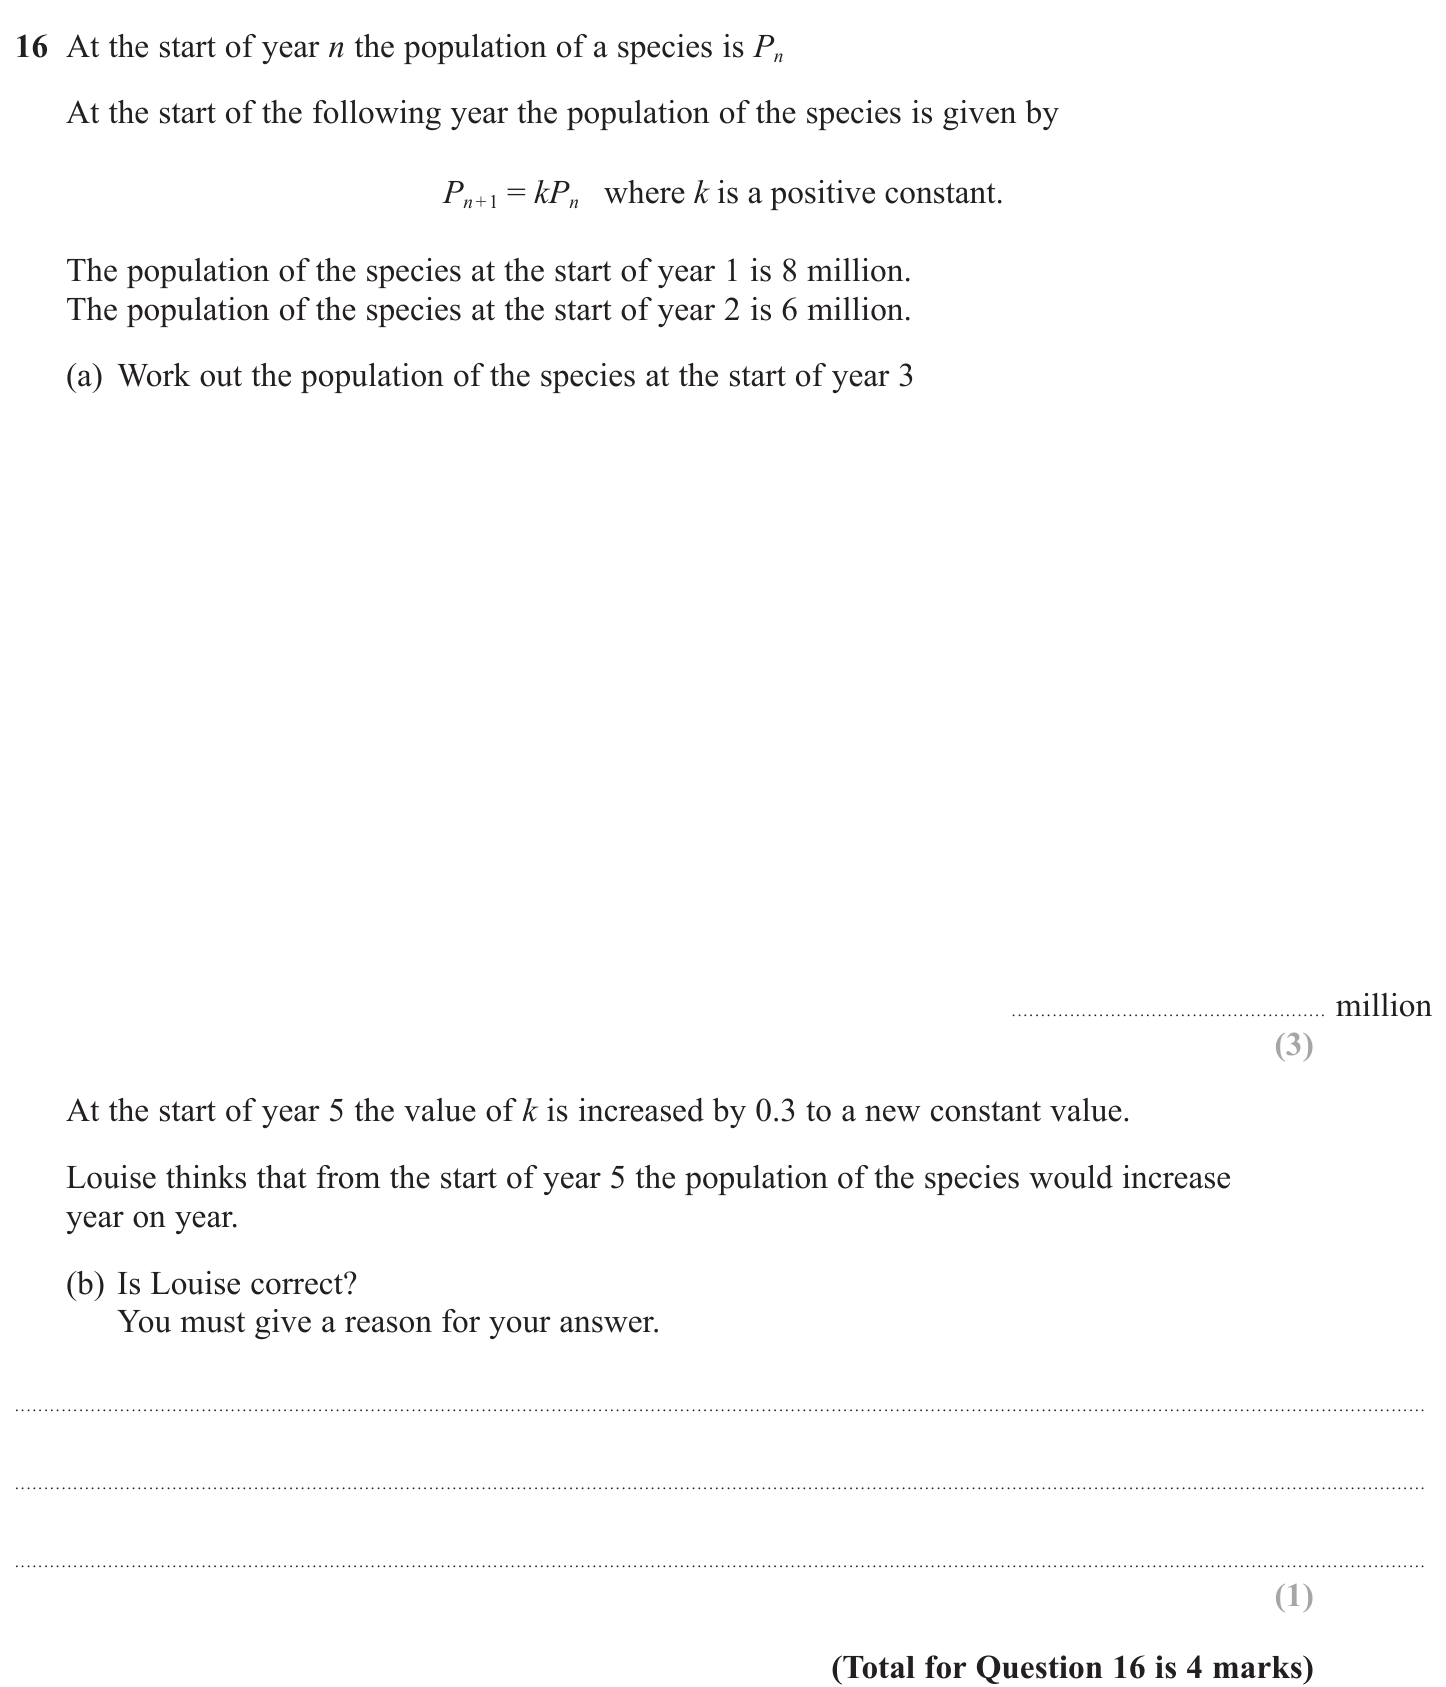 16 At the start of year n the population of a species is Pₙ
At the start of the following year the population of the species is given by
Pₙ₊₁ = kPₙ where k is a positive constant.
The population of the species at the start of year 1 is 8 million.
The population of the species at the start of year 2 is 6 million.
(a) Work out the population of the species at the start of year 3
million
(3)
At the start of year 5 the value of k is increased by 0.3 to a new constant value.
Louise thinks that from the start of year 5 the population of the species would increase
year on year.
(b) Is Louise correct?
You must give a reason for your answer.
(1)
(Total for Question 16 is 4 marks)